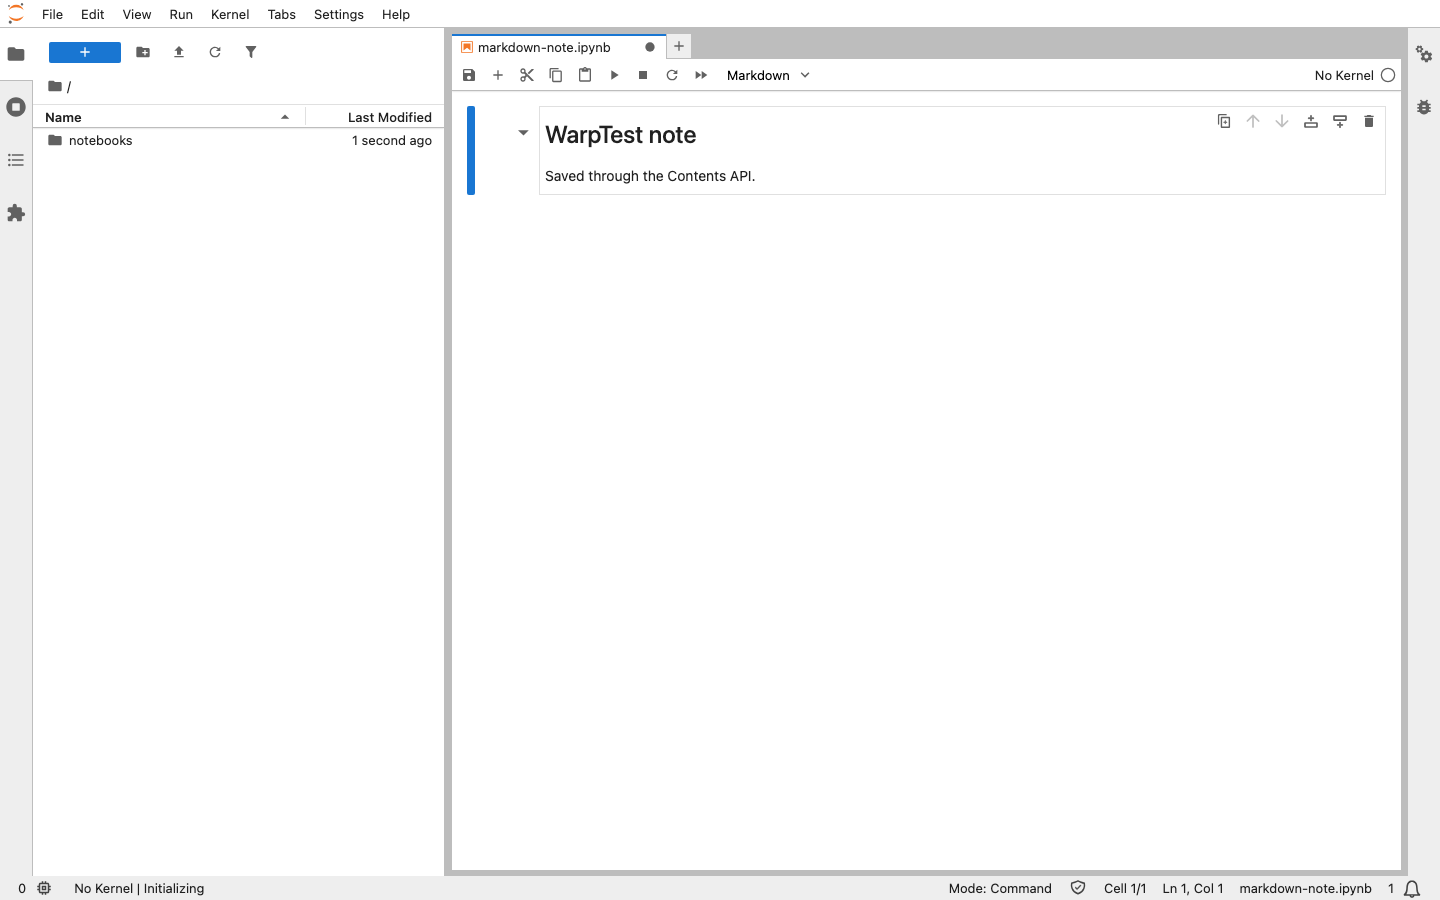 File Edit View Run Kernel Tabs Settings Help
markdown-note.ipynb
Markdown
No Kernel
/
Name
Last Modified
notebooks
1 second ago
WarpTest note
Saved through the Contents API.
0
No Kernel | Initializing
Mode: Command
Cell 1/1
Ln 1, Col 1
markdown-note.ipynb
1